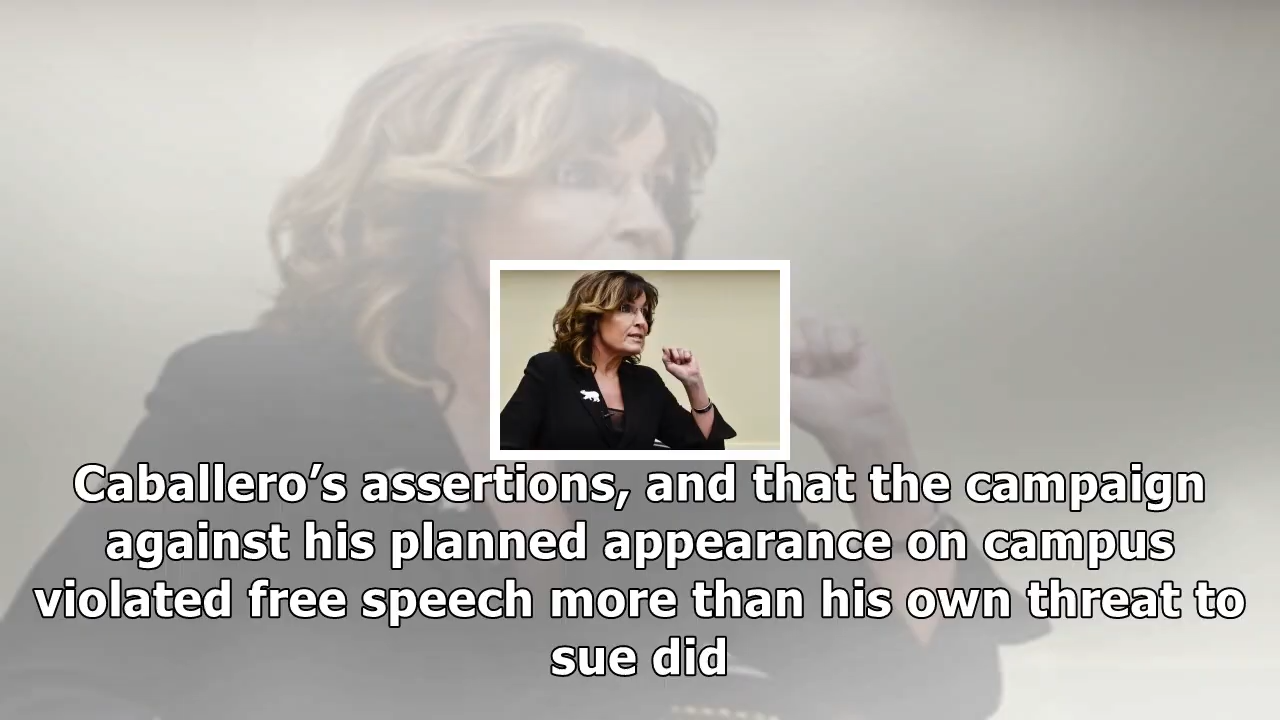 Caballero’s assertions, and that the campaign
against his planned appearance on campus
violated free speech more than his own threat to
sue did